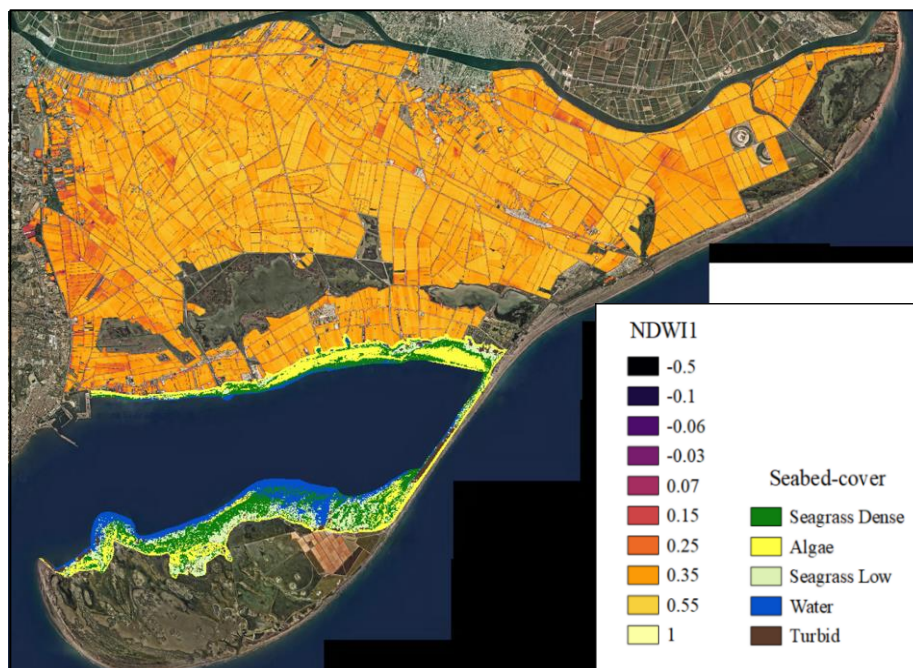 NDWI1
-0.5
-0.1
-0.06
-0.03
0.07
0.15
0.25
0.35
0.55
1
Seabed-cover
Seagrass Dense
Algae
Seagrass Low
Water
Turbid